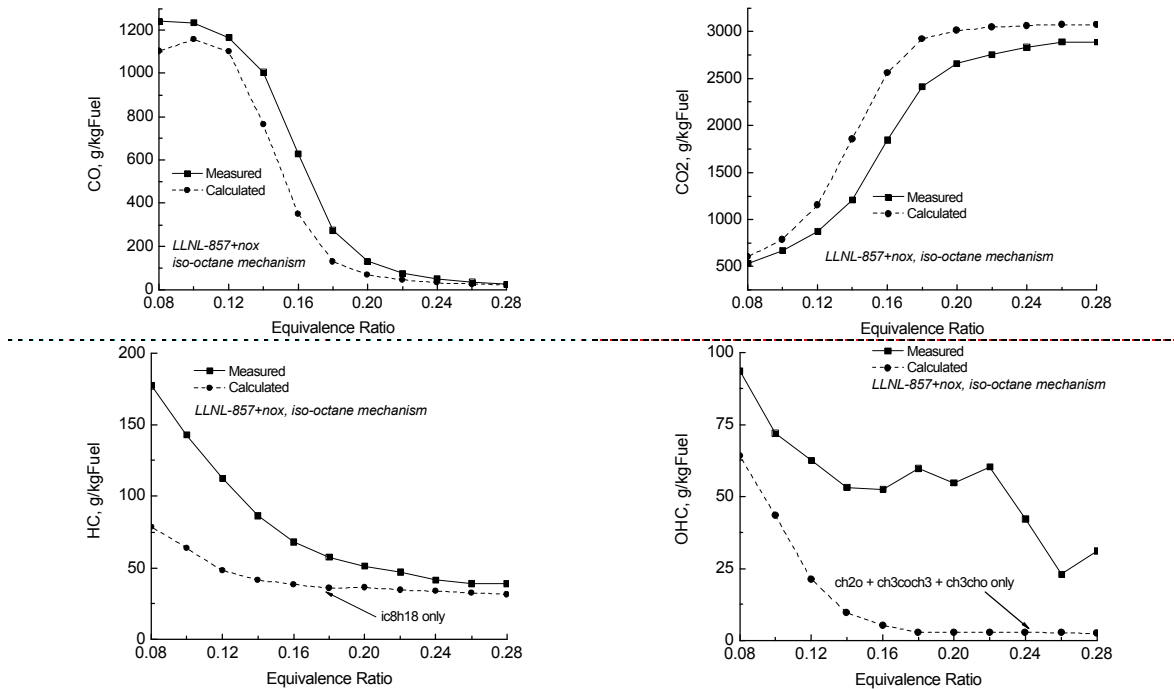 1200
1000
800
600
400
200
0
CO, g/kgFuel
Measured
Calculated
LLNL-857+nox
iso-octane mechanism
0.08 0.12 0.16 0.20 0.24 0.28
Equivalence Ratio
3000
2500
2000
1500
1000
500
CO2, g/kgFuel
Measured
Calculated
LLNL-857+nox, iso-octane mechanism
0.08 0.12 0.16 0.20 0.24 0.28
Equivalence Ratio
200
150
100
50
0
HC, g/kgFuel
Measured
Calculated
LLNL-857+nox, iso-octane mechanism
ic8h18 only
0.08 0.12 0.16 0.20 0.24 0.28
Equivalence Ratio
100
75
50
25
0
OHC, g/kgFuel
Measured
Calculated
LLNL-857+nox, iso-octane mechanism
ch2o + ch3coch3 + ch3cho only
0.08 0.12 0.16 0.20 0.24 0.28
Equivalence Ratio